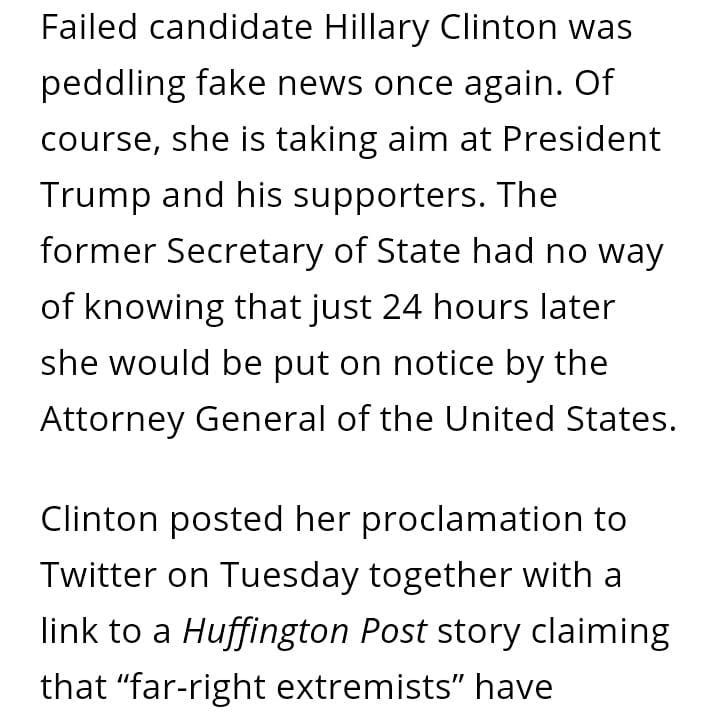 Failed candidate Hillary Clinton was
peddling fake news once again. Of
course, she is taking aim at President
Trump and his supporters. The
former Secretary of State had no way
of knowing that just 24 hours later
she would be put on notice by the
Attorney General of the United States.
Clinton posted her proclamation to
Twitter on Tuesday together with a
link to a Huffington Post story claiming
that “far-right extremists” have